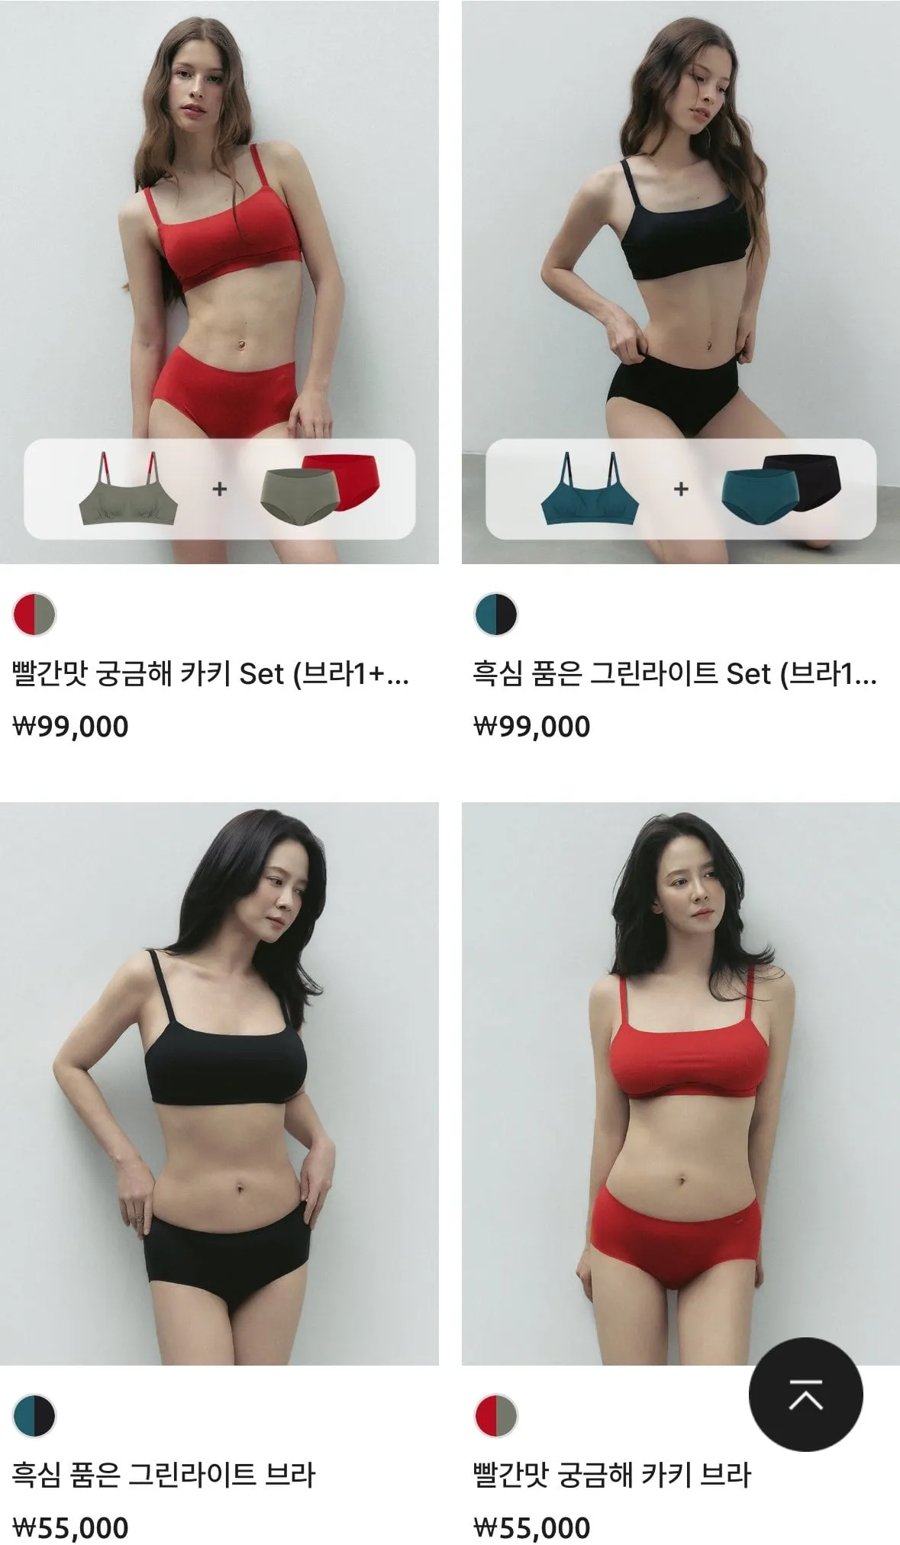 +
+
빨간맛 궁금해 카키 Set (브라1+...
₩99,000
흑심 품은 그린라이트 Set (브라1...
₩99,000
흑심 품은 그린라이트 브라
₩55,000
빨간맛 궁금해 카키 브라
₩55,000